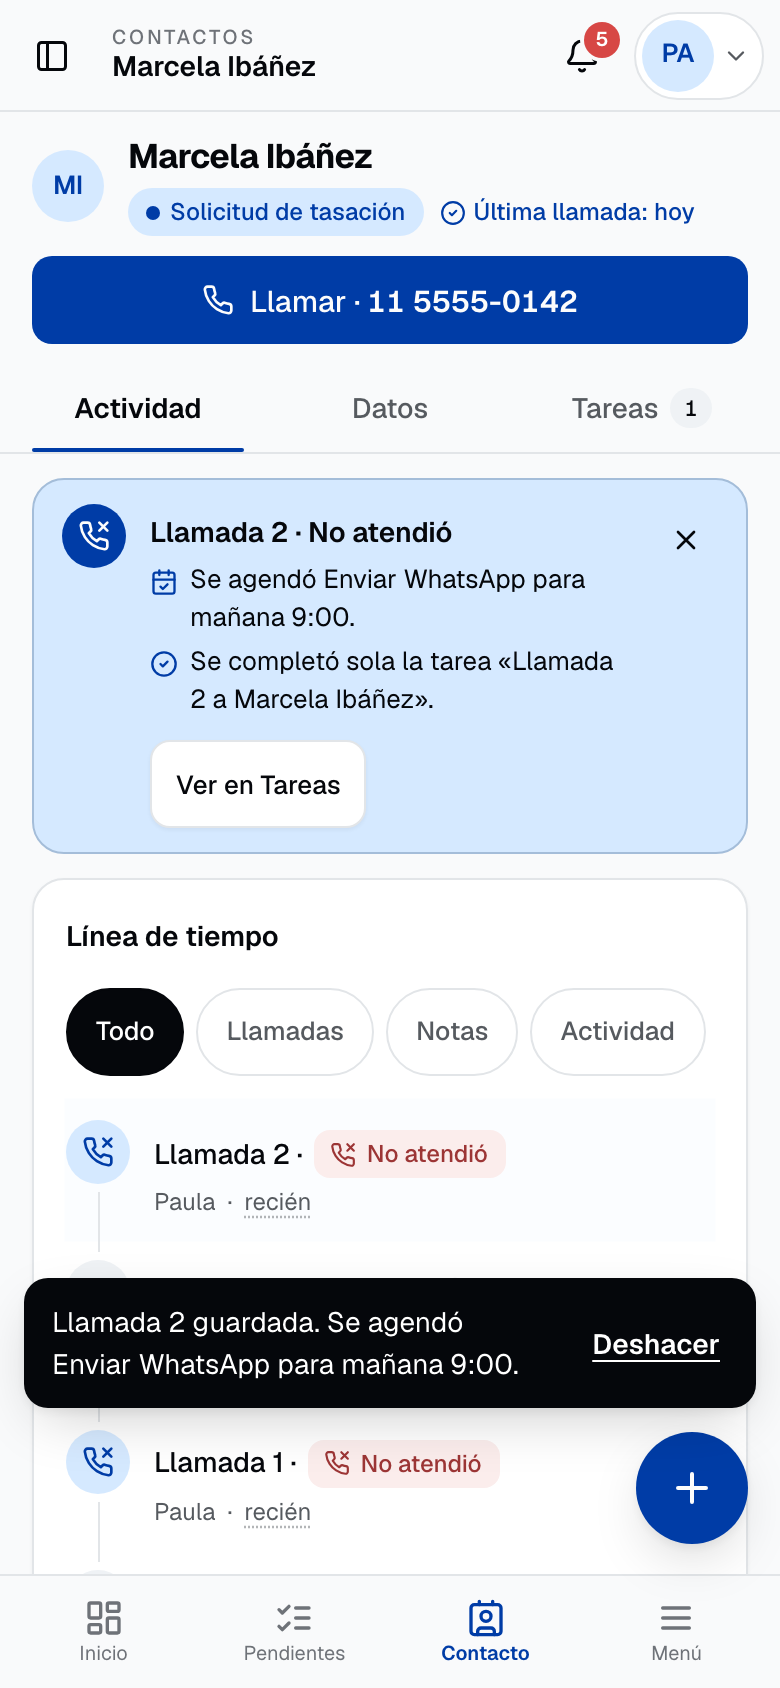 CONTACTOS
Marcela Ibáñez
5
PA
MI
Marcela Ibáñez
Solicitud de tasación
Última llamada: hoy
Llamar · 11 5555-0142
Actividad
Datos
Tareas 1
Llamada 2 · No atendió
Se agendó Enviar WhatsApp para
mañana 9:00.
Se completó sola la tarea «Llamada
2 a Marcela Ibáñez».
Ver en Tareas
Línea de tiempo
Todo
Llamadas
Notas
Actividad
Llamada 2 · No atendió
Paula · recién
Llamada 2 guardada. Se agendó
Enviar WhatsApp para mañana 9:00.
Deshacer
Llamada 1 · No atendió
Paula · recién
Inicio
Pendientes
Contacto
Menú